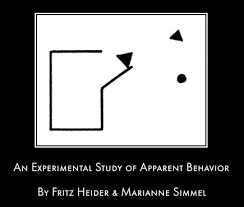 An Experimental Study of Apparent Behavior
By Fritz Heider & Marianne Simmel